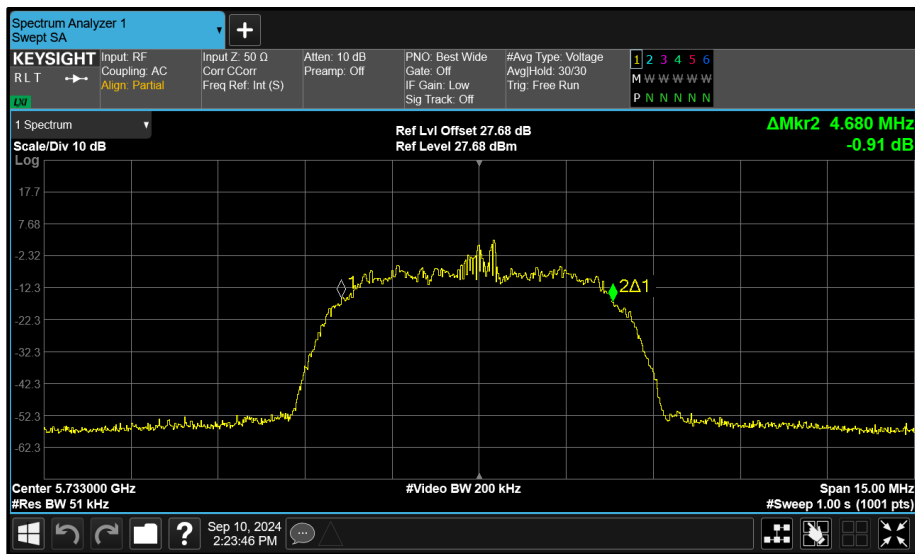 Spectrum Analyzer 1
Swept SA
KEYSIGHT
R L T
LXI
Input: RF
Coupling: AC
Align: Partial
Input Z: 50 Ω
Corr CCorr
Freq Ref: Int (S)
Atten: 10 dB
Preamp: Off
PNO: Best Wide
Gate: Off
IF Gain: Low
Sig Track: Off
#Avg Type: Voltage
Avg|Hold: 30/30
Trig: Free Run
1 2 3 4 5 6
M W W W W W
P N N N N N
1 Spectrum
Scale/Div 10 dB
Ref Lvl Offset 27.68 dB
Ref Level 27.68 dBm
ΔMkr2 4.680 MHz
-0.91 dB
Log
17.7
7.68
-2.32
-12.3
-22.3
-32.3
-42.3
-52.3
-62.3
1
2Δ1
Center 5.733000 GHz
#Video BW 200 kHz
Span 15.00 MHz
#Res BW 51 kHz
#Sweep 1.00 s (1001 pts)
?
Sep 10, 2024
2:23:46 PM